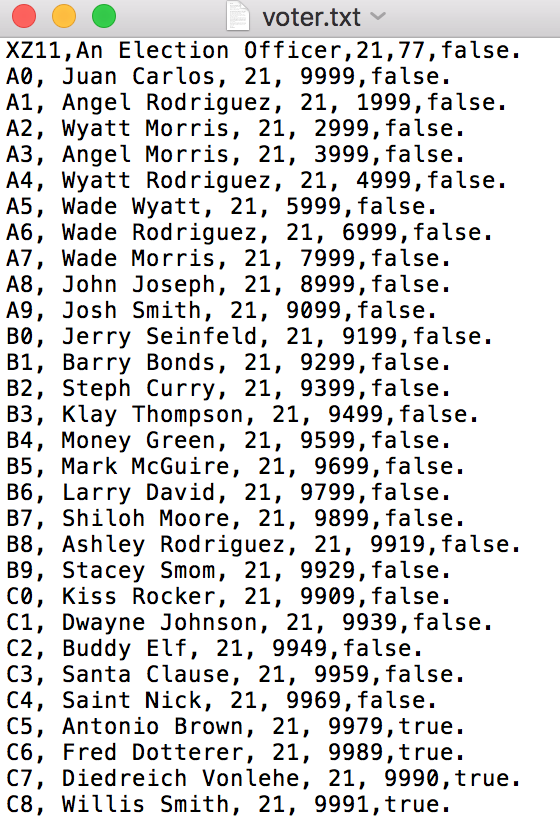 voter.txt
XZ11,An Election Officer,21,77,false.
A0, Juan Carlos, 21, 9999,false.
A1, Angel Rodriguez, 21, 1999,false.
A2, Wyatt Morris, 21, 2999,false.
A3, Angel Morris, 21, 3999,false.
A4, Wyatt Rodriguez, 21, 4999,false.
A5, Wade Wyatt, 21, 5999,false.
A6, Wade Rodriguez, 21, 6999,false.
A7, Wade Morris, 21, 7999,false.
A8, John Joseph, 21, 8999,false.
A9, Josh Smith, 21, 9099,false.
B0, Jerry Seinfeld, 21, 9199,false.
B1, Barry Bonds, 21, 9299,false.
B2, Steph Curry, 21, 9399,false.
B3, Klay Thompson, 21, 9499,false.
B4, Money Green, 21, 9599,false.
B5, Mark McGuire, 21, 9699,false.
B6, Larry David, 21, 9799,false.
B7, Shiloh Moore, 21, 9899,false.
B8, Ashley Rodriguez, 21, 9919,false.
B9, Stacey Smom, 21, 9929,false.
C0, Kiss Rocker, 21, 9909,false.
C1, Dwayne Johnson, 21, 9939,false.
C2, Buddy Elf, 21, 9949,false.
C3, Santa Clause, 21, 9959,false.
C4, Saint Nick, 21, 9969,false.
C5, Antonio Brown, 21, 9979,true.
C6, Fred Dotterer, 21, 9989,true.
C7, Diedreich Vonlehe, 21, 9990,true.
C8, Willis Smith, 21, 9991,true.